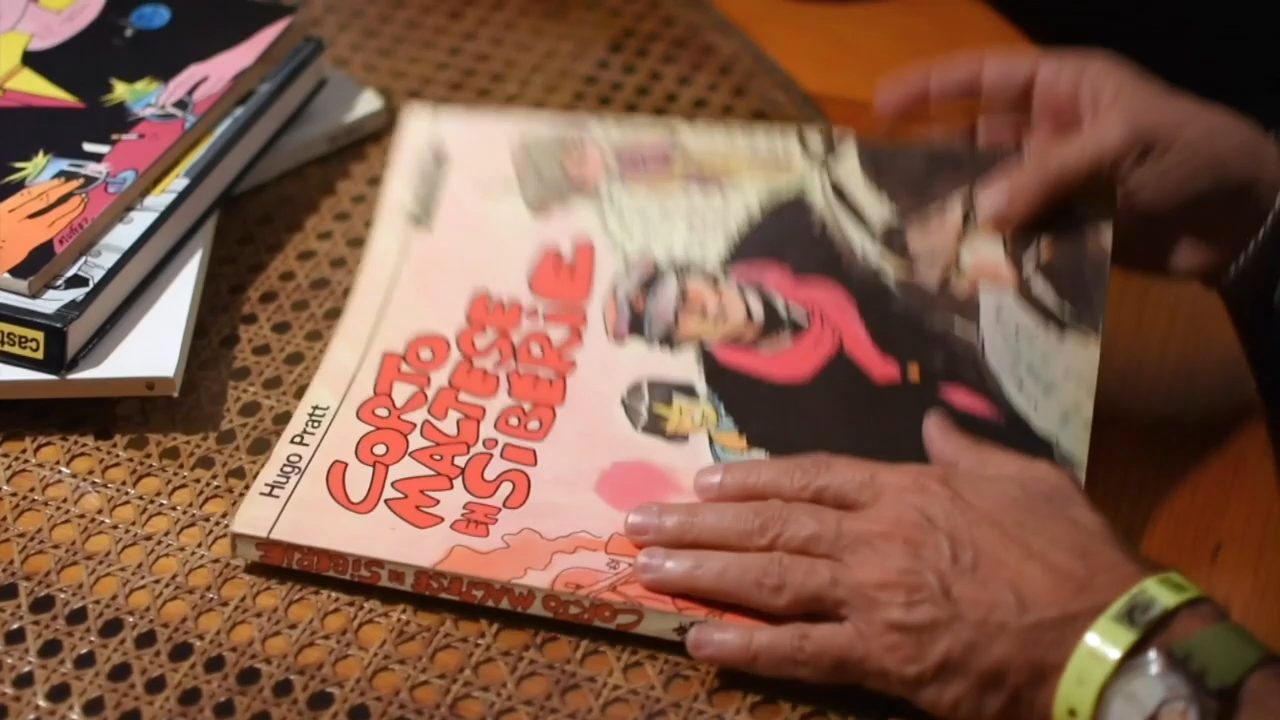 Hugo Pratt
CORTO
MALTESE
EN SIBERIE
CORTO MALTESE EN SIBERIE
cast